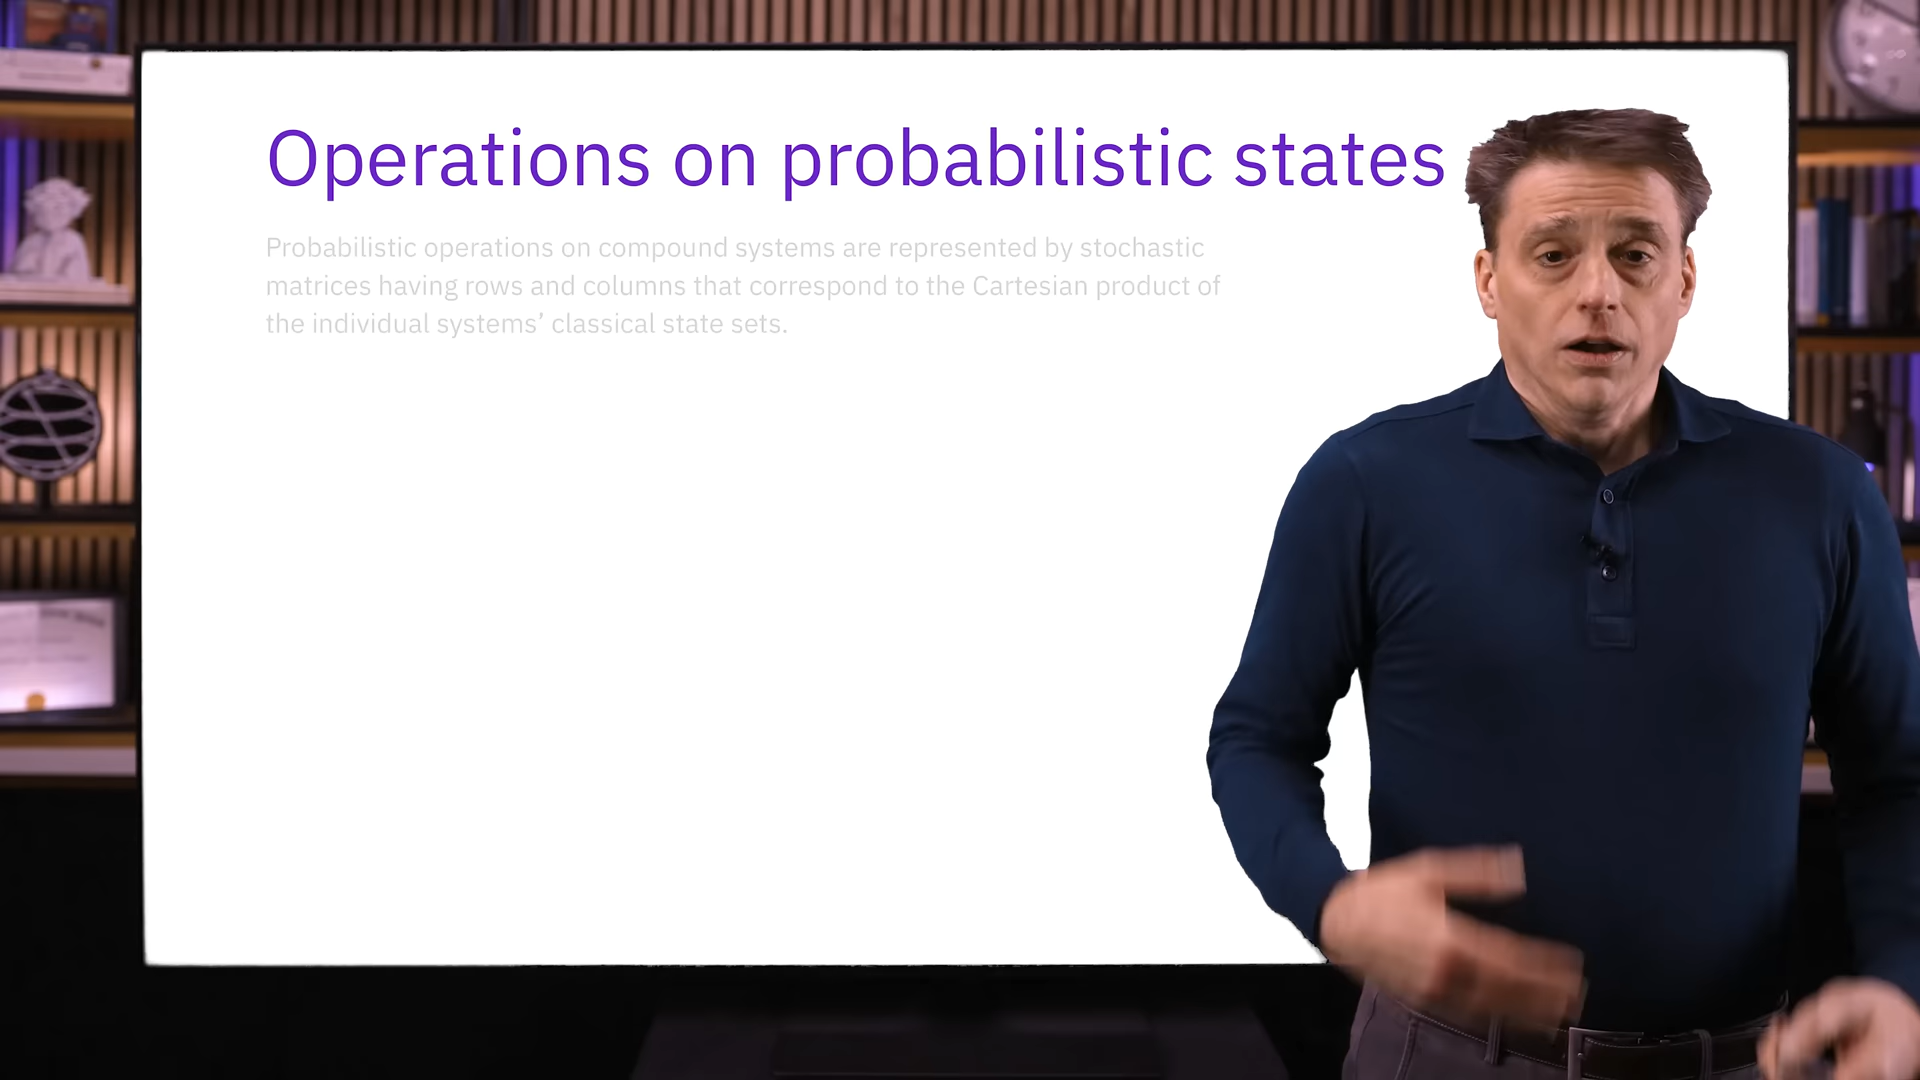 Operations on probabilistic states
Probabilistic operations on compound systems are represented by stochastic
matrices having rows and columns that correspond to the Cartesian product of
the individual systems’ classical state sets.